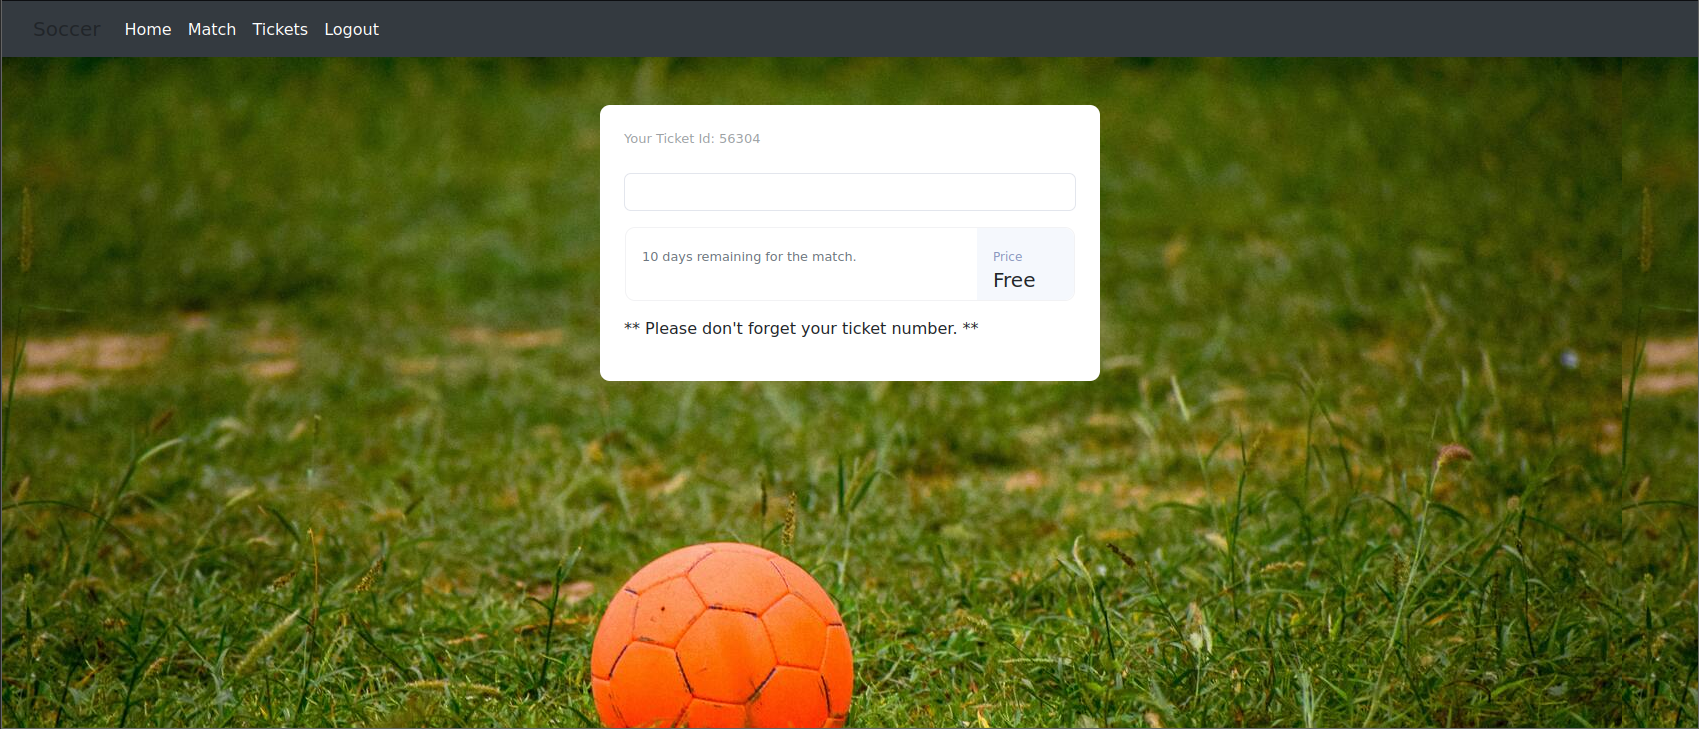 Soccer Home Match Tickets Logout
Your Ticket Id: 56304
10 days remaining for the match.
Price
Free
** Please don't forget your ticket number. **